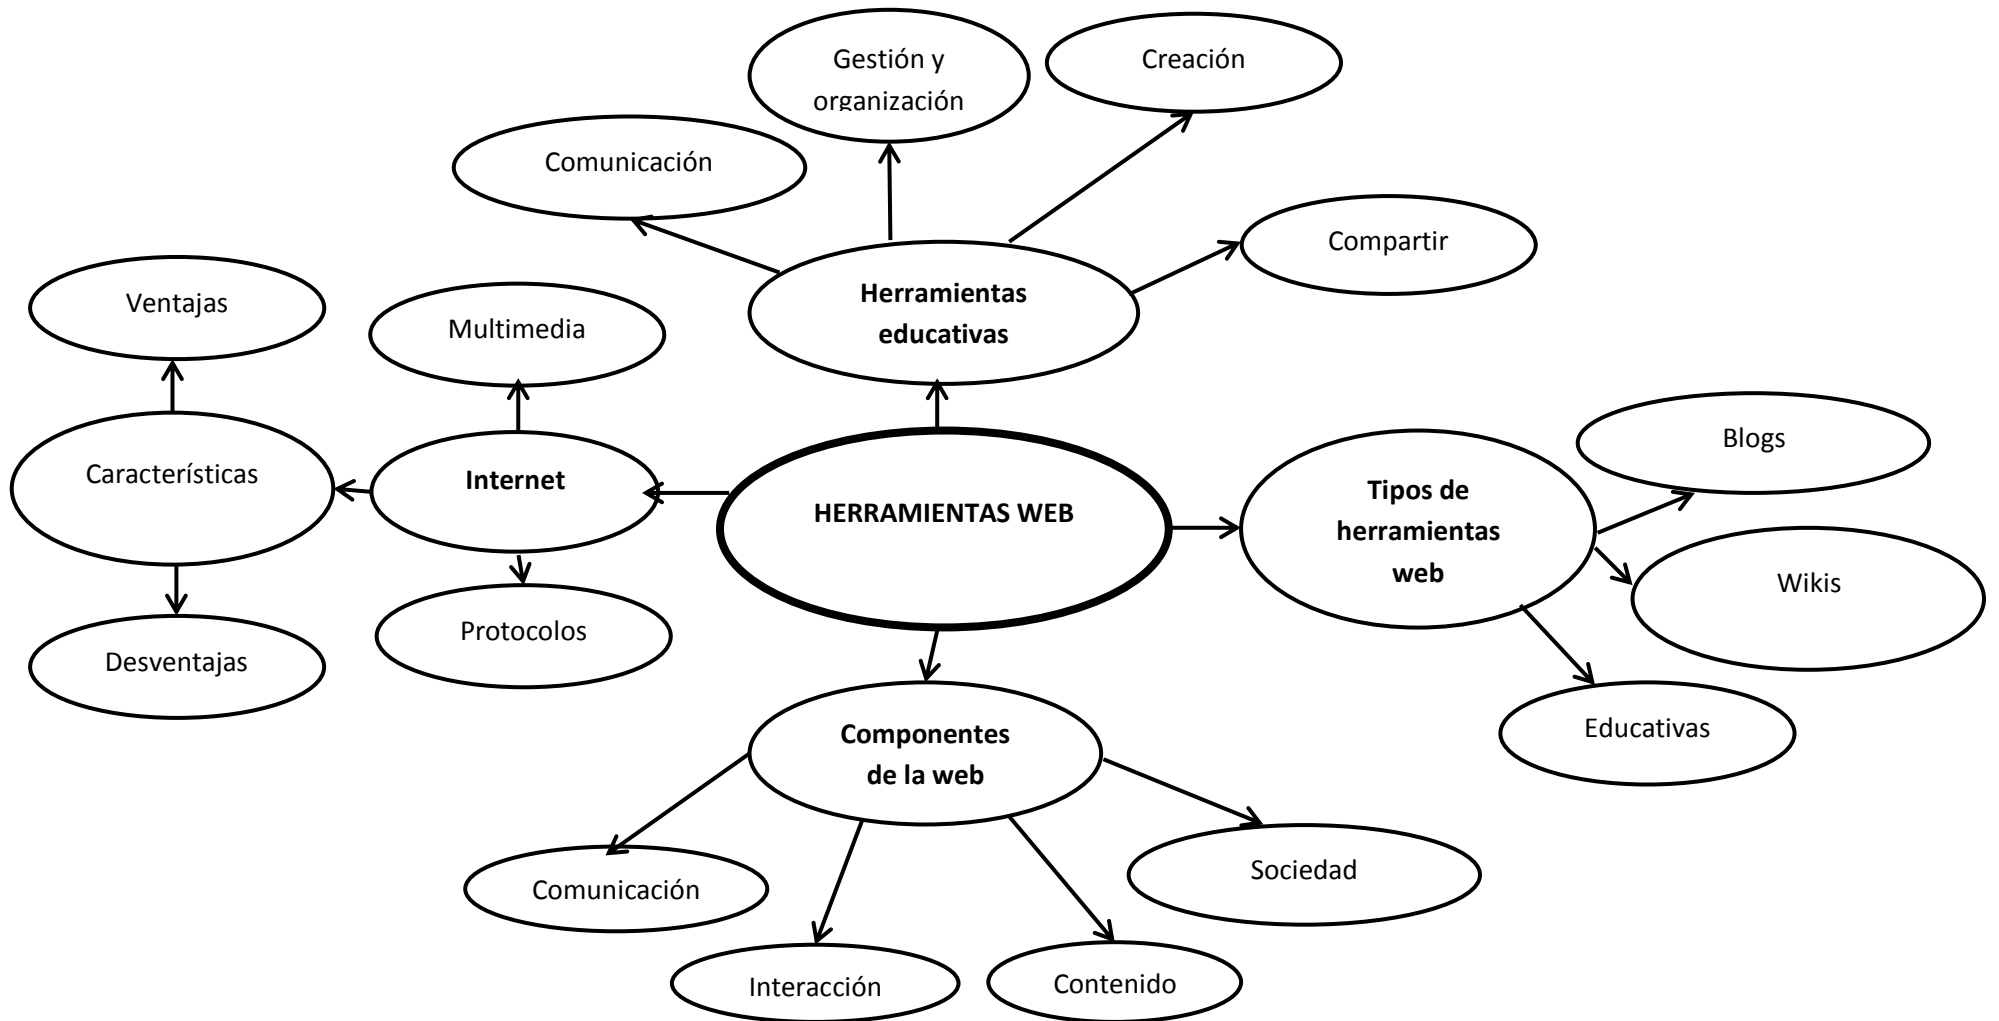 Gestión y
organización
Creación
Comunicación
Compartir
Herramientas
educativas
Ventajas
Multimedia
Características
Internet
Desventajas
Protocolos
HERRAMIENTAS WEB
Tipos de
herramientas
web
Blogs
Wikis
Educativas
Componentes
de la web
Comunicación
Interacción
Contenido
Sociedad